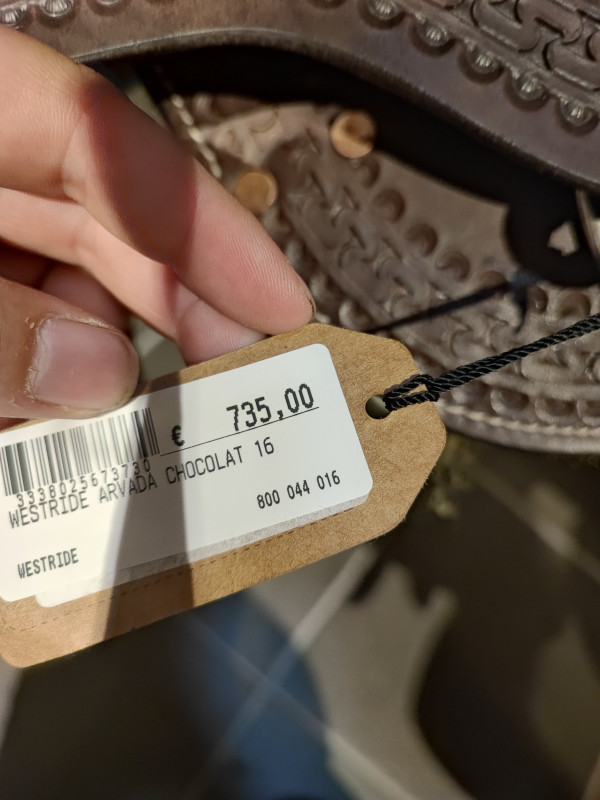 € 735,00
3338025673730
WESTRIDE ARVADA CHOCOLAT 16
800 044 016
WESTRIDE